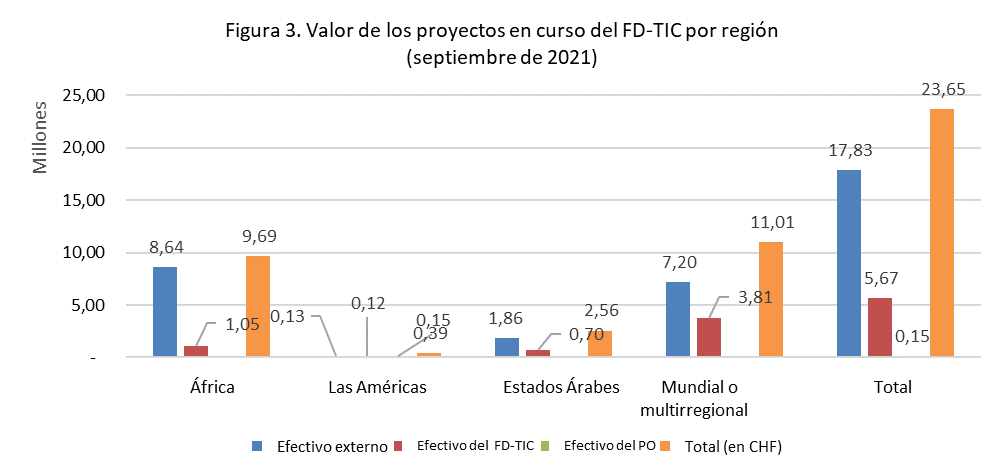 Figura 3. Valor de los proyectos en curso del FD-TIC por región
(septiembre de 2021)
Millones
25,00
20,00
15,00
10,00
5,00
-
8,64
1,05
9,69
0,13
0,12
0,15
0,39
1,86
0,70
2,56
7,20
3,81
11,01
17,83
5,67
0,15
23,65
África
Las Américas
Estados Árabes
Mundial o
multirregional
Total
Efectivo externo
Efectivo del FD-TIC
Efectivo del PO
Total (en CHF)